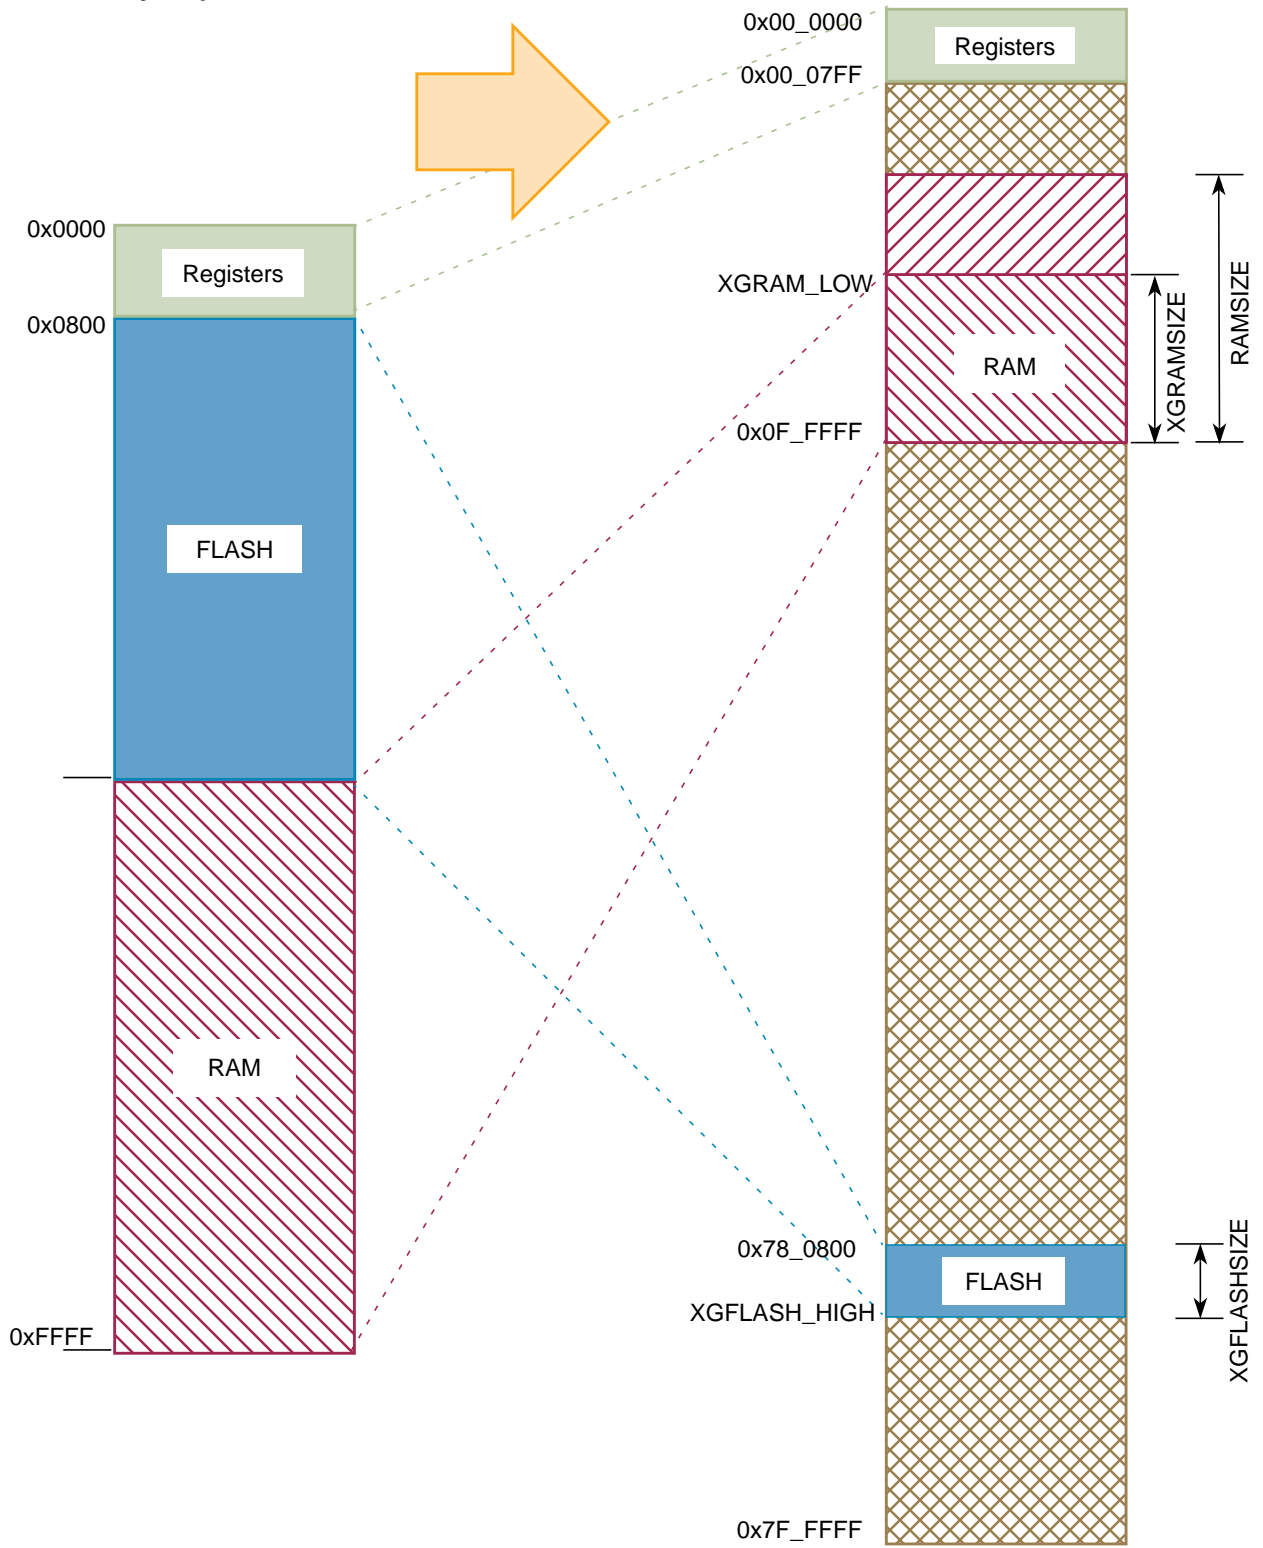 0x00_0000
Registers
0x00_07FF
0x0000
Registers
0x0800
XGRAM_LOW
RAM
XGRAMSIZE
RAMSIZE
0x0F_FFFF
FLASH
RAM
0x78_0800
FLASH
XGFLASH_HIGH
XGFLASHSIZE
0xFFFF
0x7F_FFFF